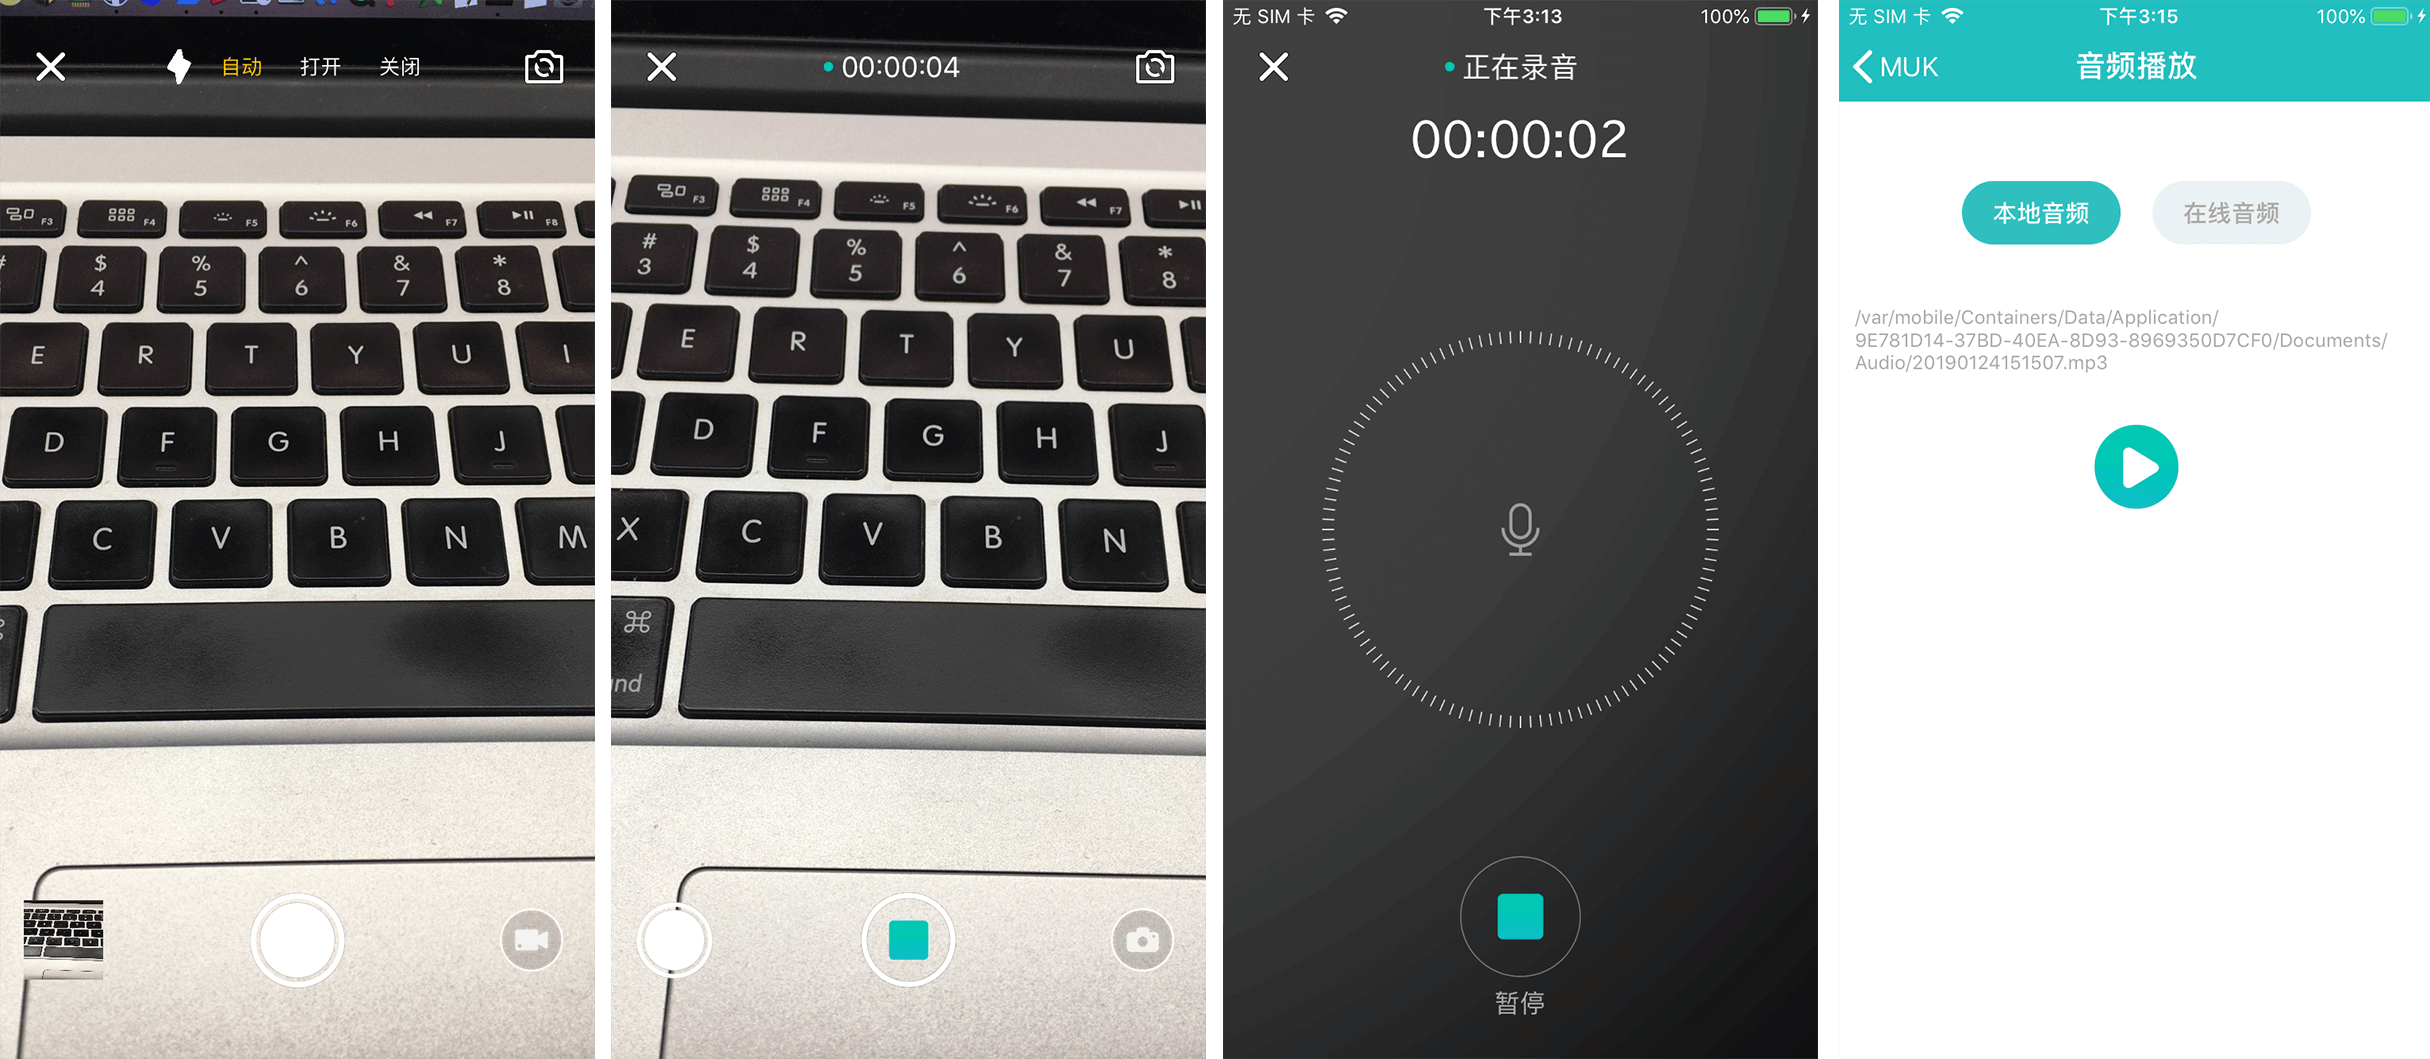 自动 打开 关闭
F3 F4 F5 F6 F7 F8
# $ % ^ & *
4 5 6 7 8
E R T Y U I
D F G H J
C V B N M
00:00:04
F3 F4 F5 F6 F7
# $ % ^ & *
3 4 5 6 7 8
E R T Y U
D F G H J
X C V B N
⌘
nd
无 SIM 卡 下午3:13 100%
正在录音
00:00:02
暂停
无 SIM 卡 下午3:15 100%
MUK 音频播放
本地音频 在线音频
/var/mobile/Containers/Data/Application/
9E781D14-37BD-40EA-8D93-8969350D7CF0/Documents/
Audio/20190124151507.mp3